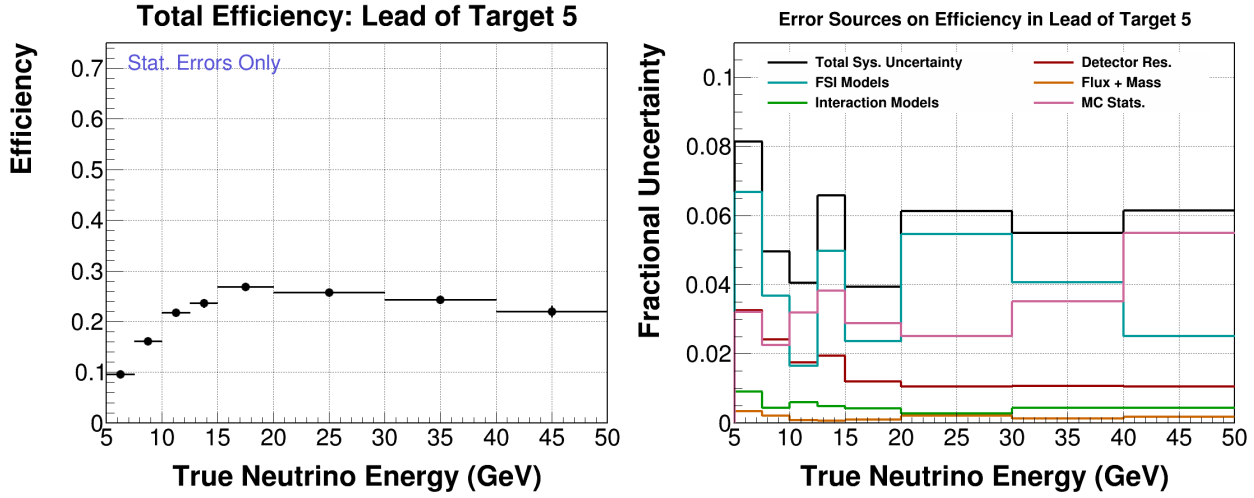 Total Efficiency: Lead of Target 5
Efficiency
Stat. Errors Only
0.7
0.6
0.5
0.4
0.3
0.2
0.1
0
5 10 15 20 25 30 35 40 45 50
True Neutrino Energy (GeV)
Error Sources on Efficiency in Lead of Target 5
Fractional Uncertainty
Total Sys. Uncertainty
FSI Models
Interaction Models
Detector Res.
Flux + Mass
MC Stats.
0.1
0.08
0.06
0.04
0.02
0
5 10 15 20 25 30 35 40 45 50
True Neutrino Energy (GeV)